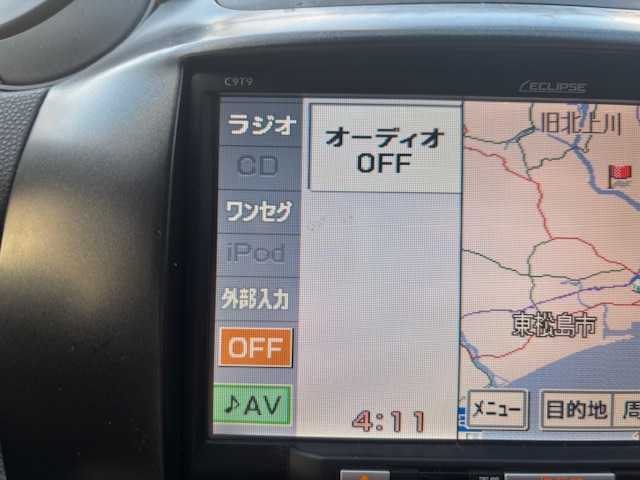 C9T9
ECLIPSE
ラジオ
CD
ワンセグ
iPod
外部入力
OFF
♪AV
オーディオ
OFF
4:11
旧北上川
東松島市
メニュー
目的地
周